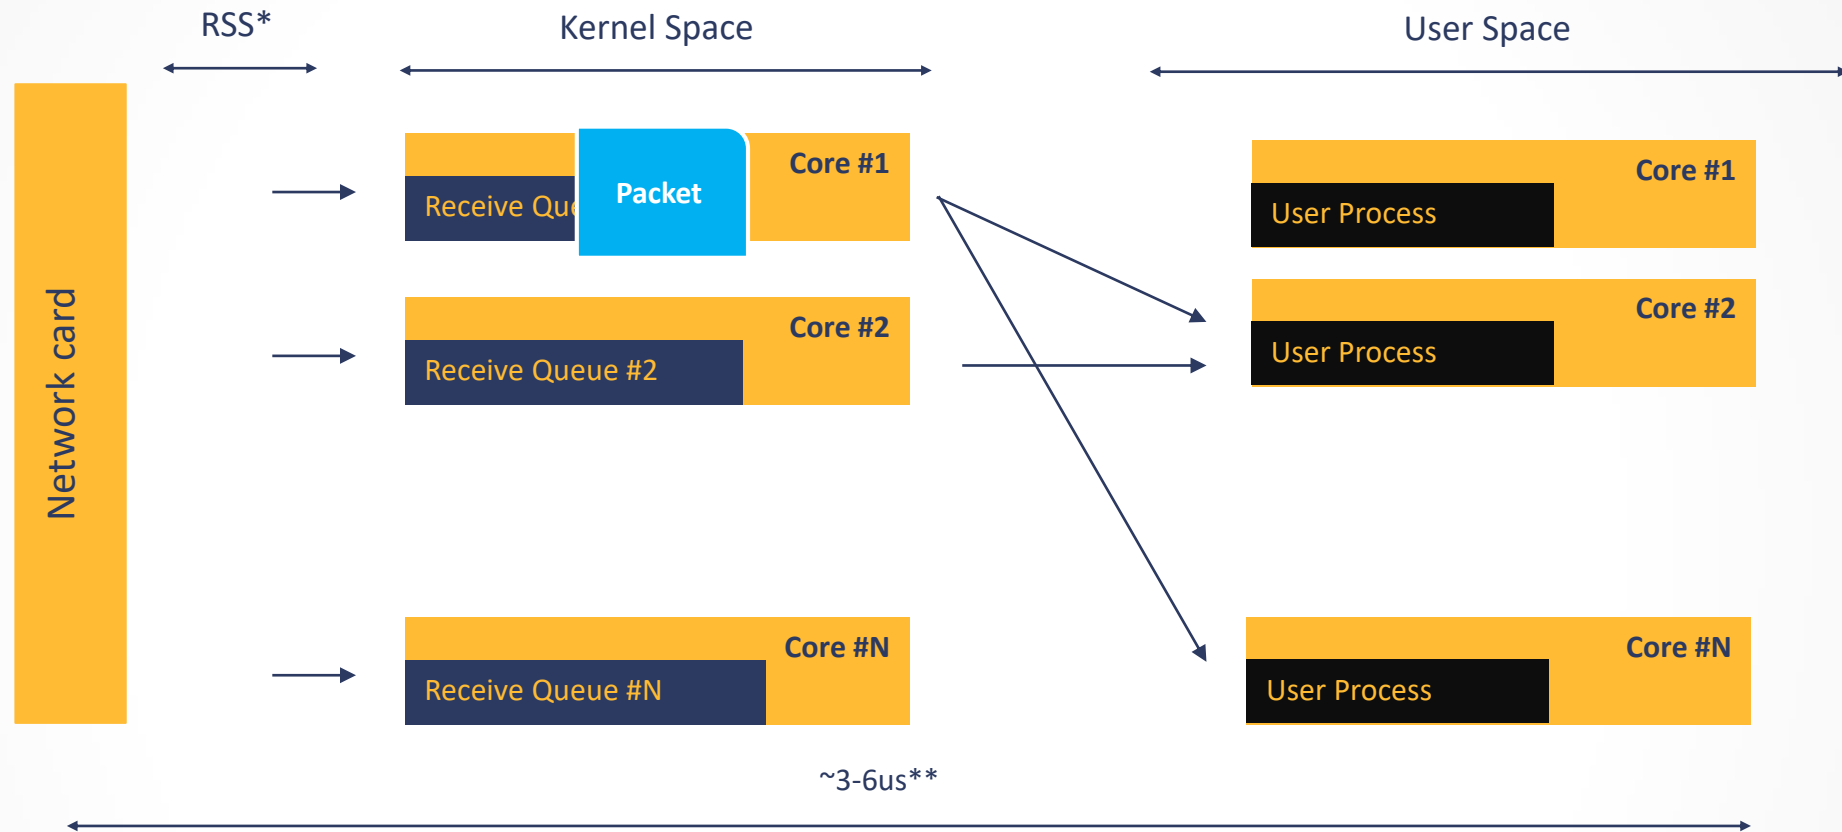 RSS*
Kernel Space
User Space
Network card
Core #1
Receive Que
Packet
Core #1
User Process
Core #2
Receive Queue #2
Core #2
User Process
Core #N
Receive Queue #N
Core #N
User Process
~3-6us**